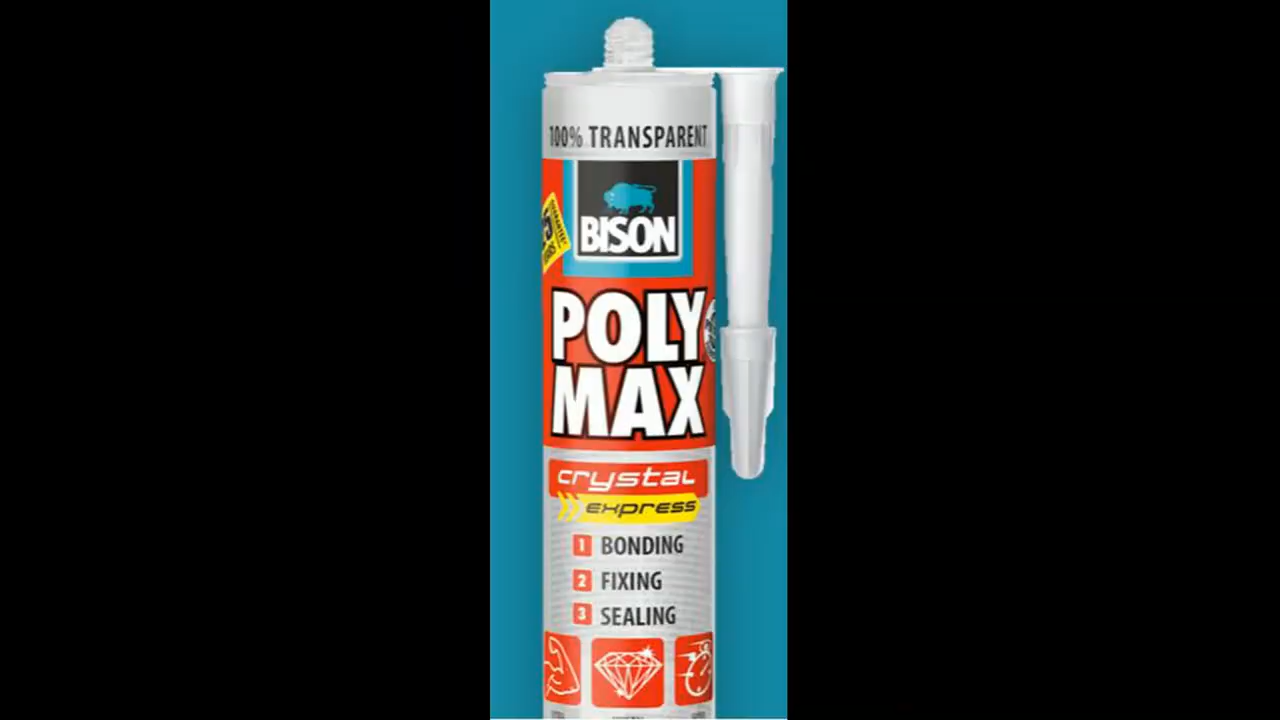 100% TRANSPARENT
BISON
POLY
MAX
crystal
express
1 BONDING
2 FIXING
3 SEALING